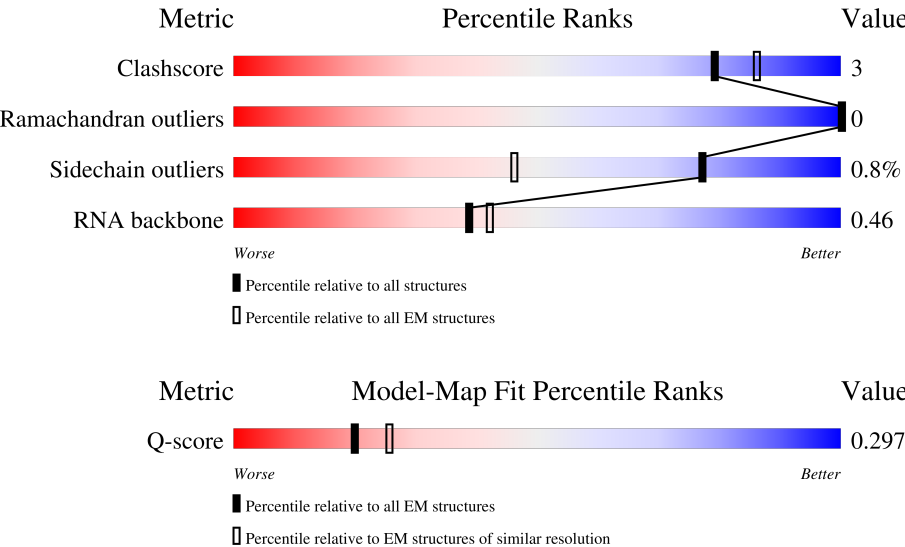 Metric Percentile Ranks Value
Clashscore 3
Ramachandran outliers 0
Sidechain outliers 0.8%
RNA backbone 0.46
Worse Better
Percentile relative to all structures
Percentile relative to all EM structures
Metric Model-Map Fit Percentile Ranks Value
Q-score 0.297
Worse Better
Percentile relative to all EM structures
Percentile relative to EM structures of similar resolution